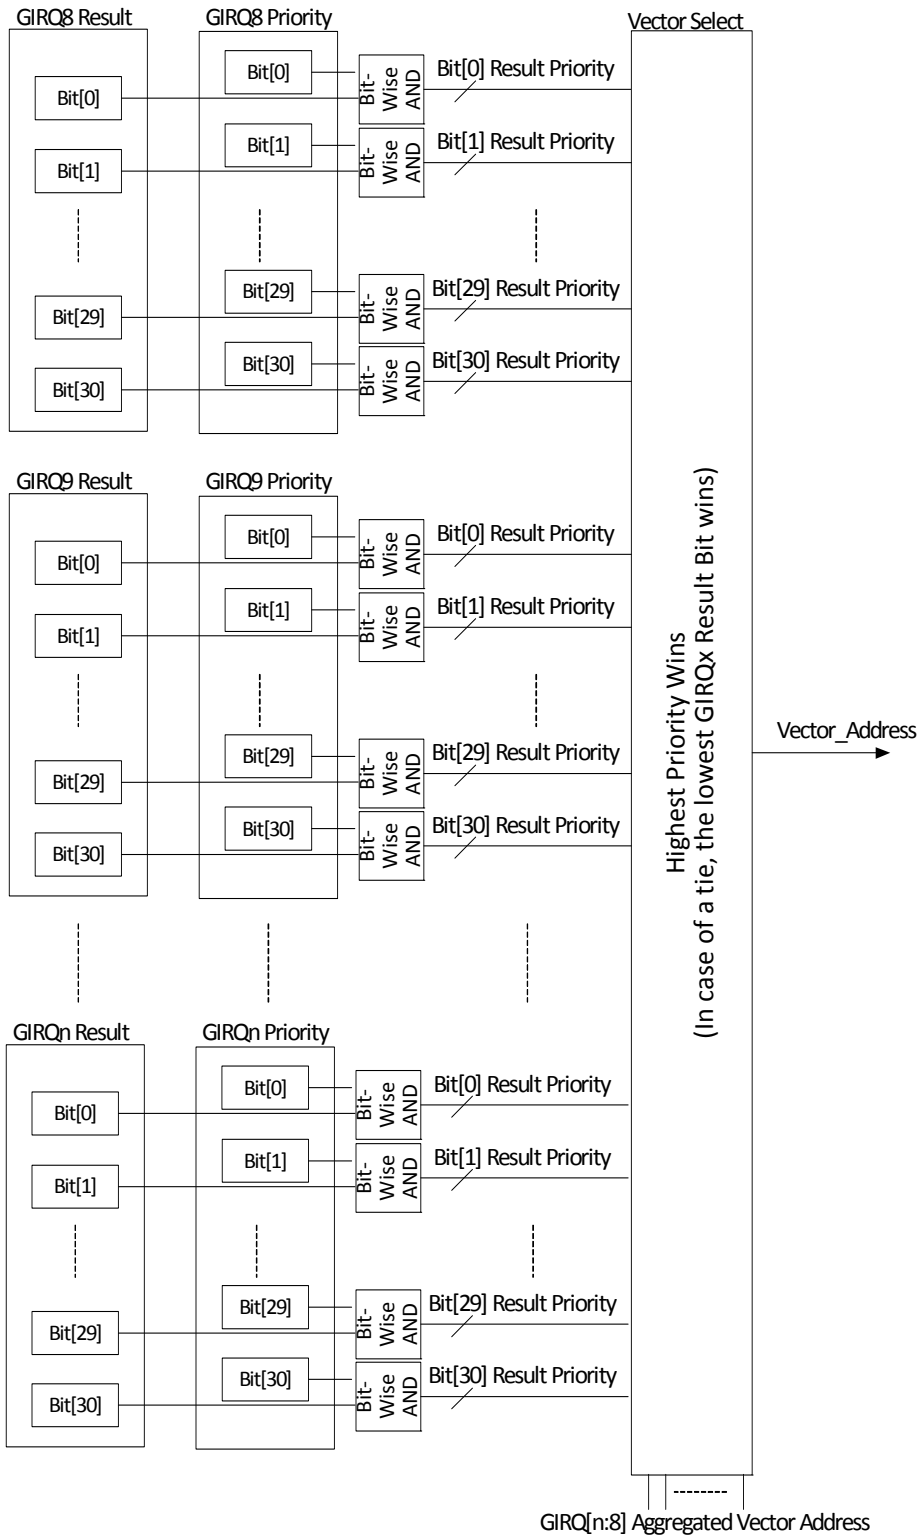 GIRQ8 Result
GIRQ8 Priority
Vector Select
Bit[0]
Bit[0]
Bit-
Wise
AND
Bit[0] Result Priority
Bit[1]
Bit[1]
Bit-
Wise
AND
Bit[1] Result Priority
Bit[29]
Bit[29]
Bit-
Wise
AND
Bit[29] Result Priority
Bit[30]
Bit[30]
Bit-
Wise
AND
Bit[30] Result Priority
GIRQ9 Result
GIRQ9 Priority
Bit[0]
Bit[0]
Bit-
Wise
AND
Bit[0] Result Priority
Bit[1]
Bit[1]
Bit-
Wise
AND
Bit[1] Result Priority
Bit[29]
Bit[29]
Bit-
Wise
AND
Bit[29] Result Priority
Bit[30]
Bit[30]
Bit-
Wise
AND
Bit[30] Result Priority
Highest Priority Wins
(In case of a tie, the lowest GIRQx Result Bit wins)
Vector_Address
GIRQn Result
GIRQn Priority
Bit[0]
Bit[0]
Bit-
Wise
AND
Bit[0] Result Priority
Bit[1]
Bit[1]
Bit-
Wise
AND
Bit[1] Result Priority
Bit[29]
Bit[29]
Bit-
Wise
AND
Bit[29] Result Priority
Bit[30]
Bit[30]
Bit-
Wise
AND
Bit[30] Result Priority
GIRQ[n:8] Aggregated Vector Address